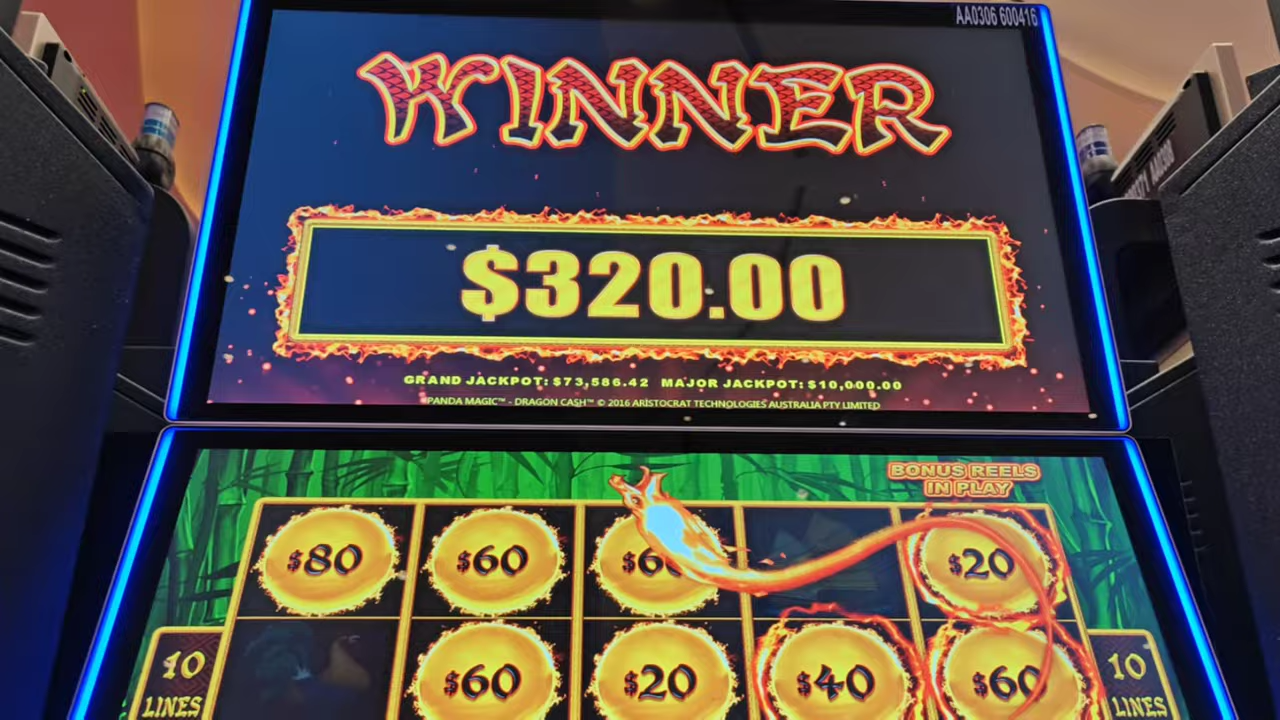 AA0306 600416
WINNER
$320.00
GRAND JACKPOT: $73,586.42 MAJOR JACKPOT: $10,000.00
PANDA MAGIC™ - DRAGON CASH™ © 2016 ARISTOCRAT TECHNOLOGIES AUSTRALIA PTY LIMITED
BONUS REELS
IN PLAY
$80 $60 $20
$60 $20 $40 $60
10
LINES
10
LINES